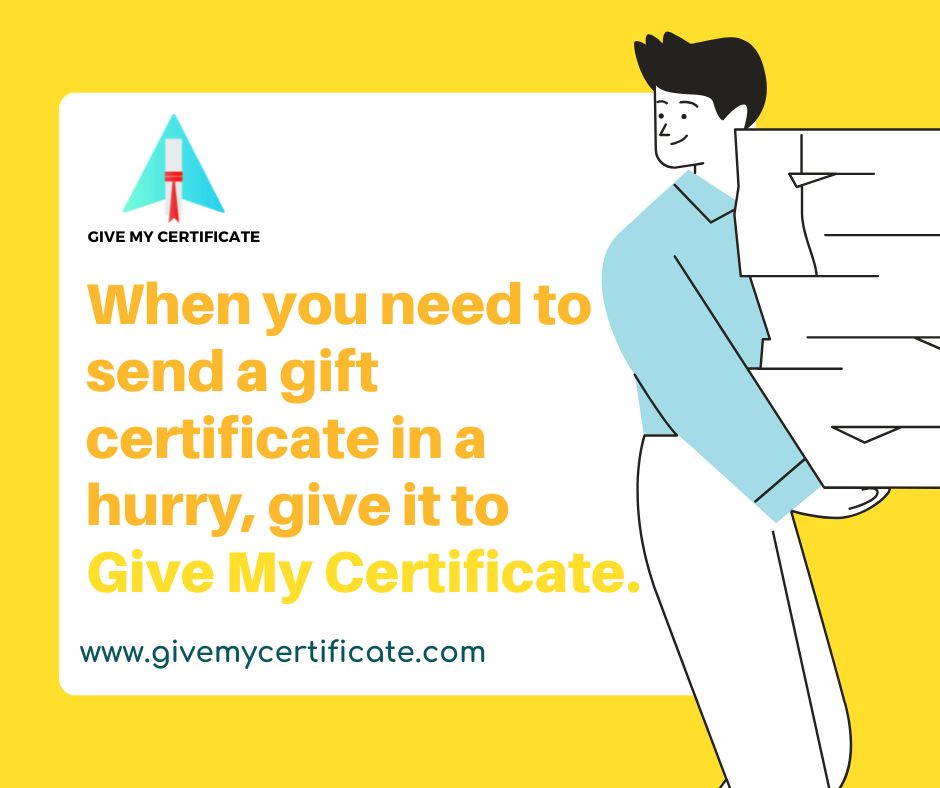 GIVE MY CERTIFICATE
When you need to
send a gift
certificate in a
hurry, give it to
Give My Certificate.
www.givemycertificate.com